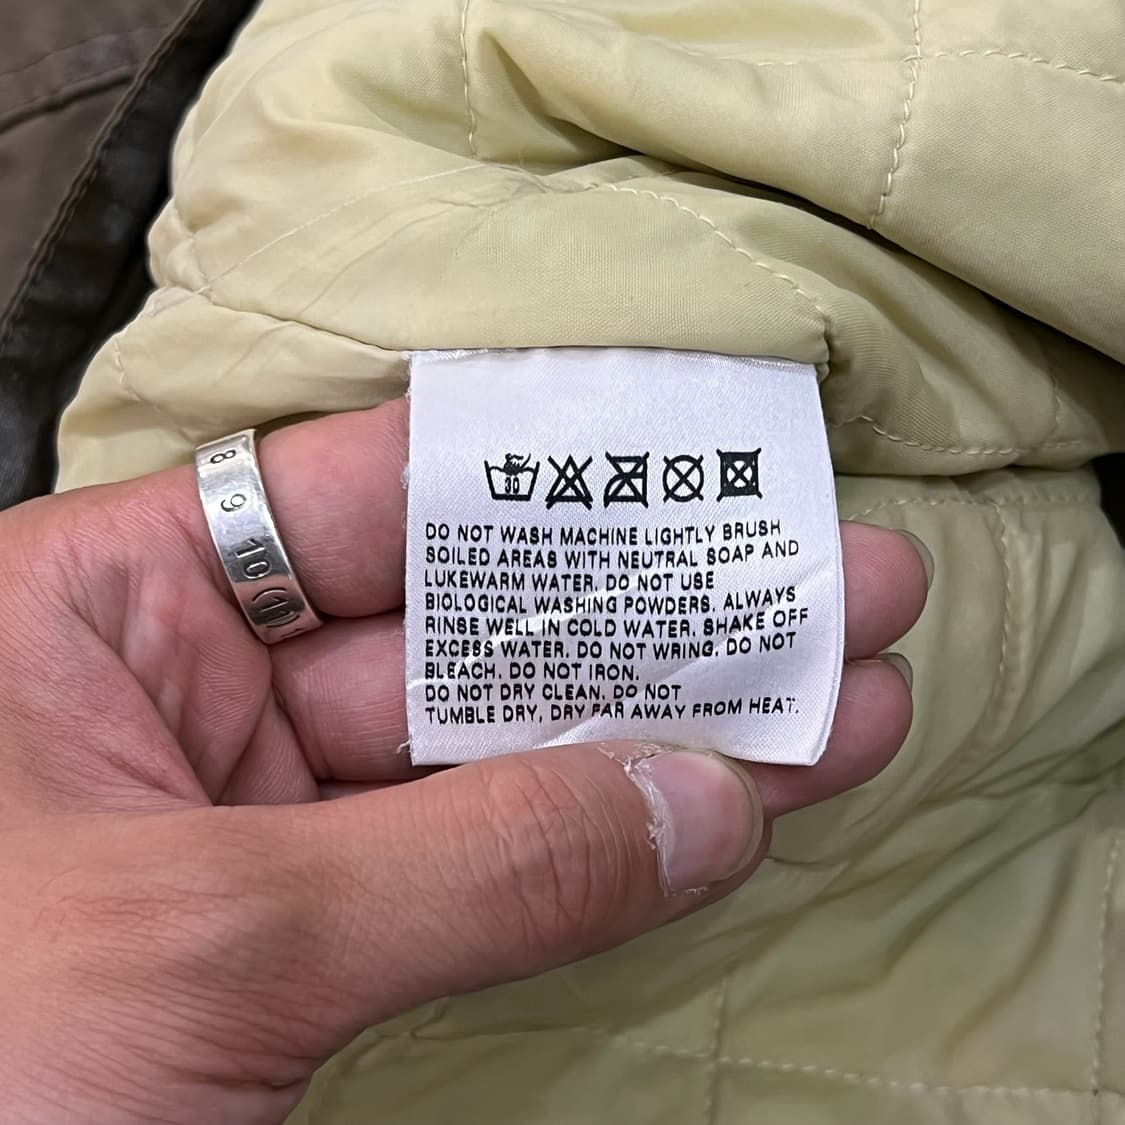 8
9
10
(11)
30
DO NOT WASH MACHINE LIGHTLY BRUSH
SOILED AREAS WITH NEUTRAL SOAP AND
LUKEWARM WATER. DO NOT USE
BIOLOGICAL WASHING POWDERS. ALWAYS
RINSE WELL IN COLD WATER. SHAKE OFF
EXCESS WATER. DO NOT WRING. DO NOT
BLEACH. DO NOT IRON.
DO NOT DRY CLEAN. DO NOT
TUMBLE DRY, DRY FAR AWAY FROM HEAT.